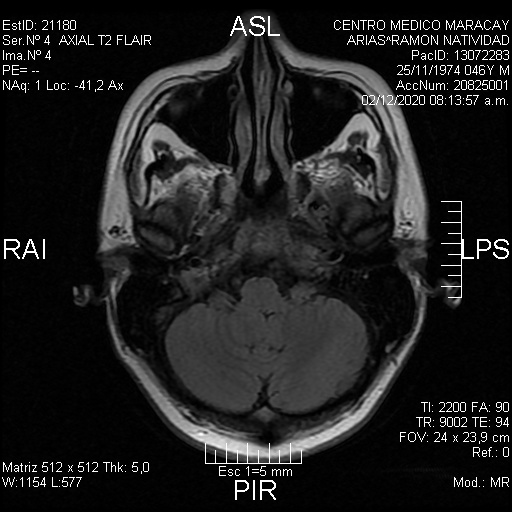 EstID: 21180
Ser.Nº 4 AXIAL T2 FLAIR
Ima.Nº 4
PE= --
NAq: 1 Loc: -41,2 Ax
ASL
CENTRO MEDICO MARACAY
ARIAS^RAMON NATIVIDAD
PacID: 13072283
25/11/1974 046Y M
AccNum: 20825001
02/12/2020 08:13:57 a.m.
RAI
LPS
TI: 2200 FA: 90
TR: 9002 TE: 94
FOV: 24 x 23,9 cm
Ref.: 0
Matriz 512 x 512 Thk: 5,0
W:1154 L:577
Esc 1=5 mm
PIR
Mod.: MR